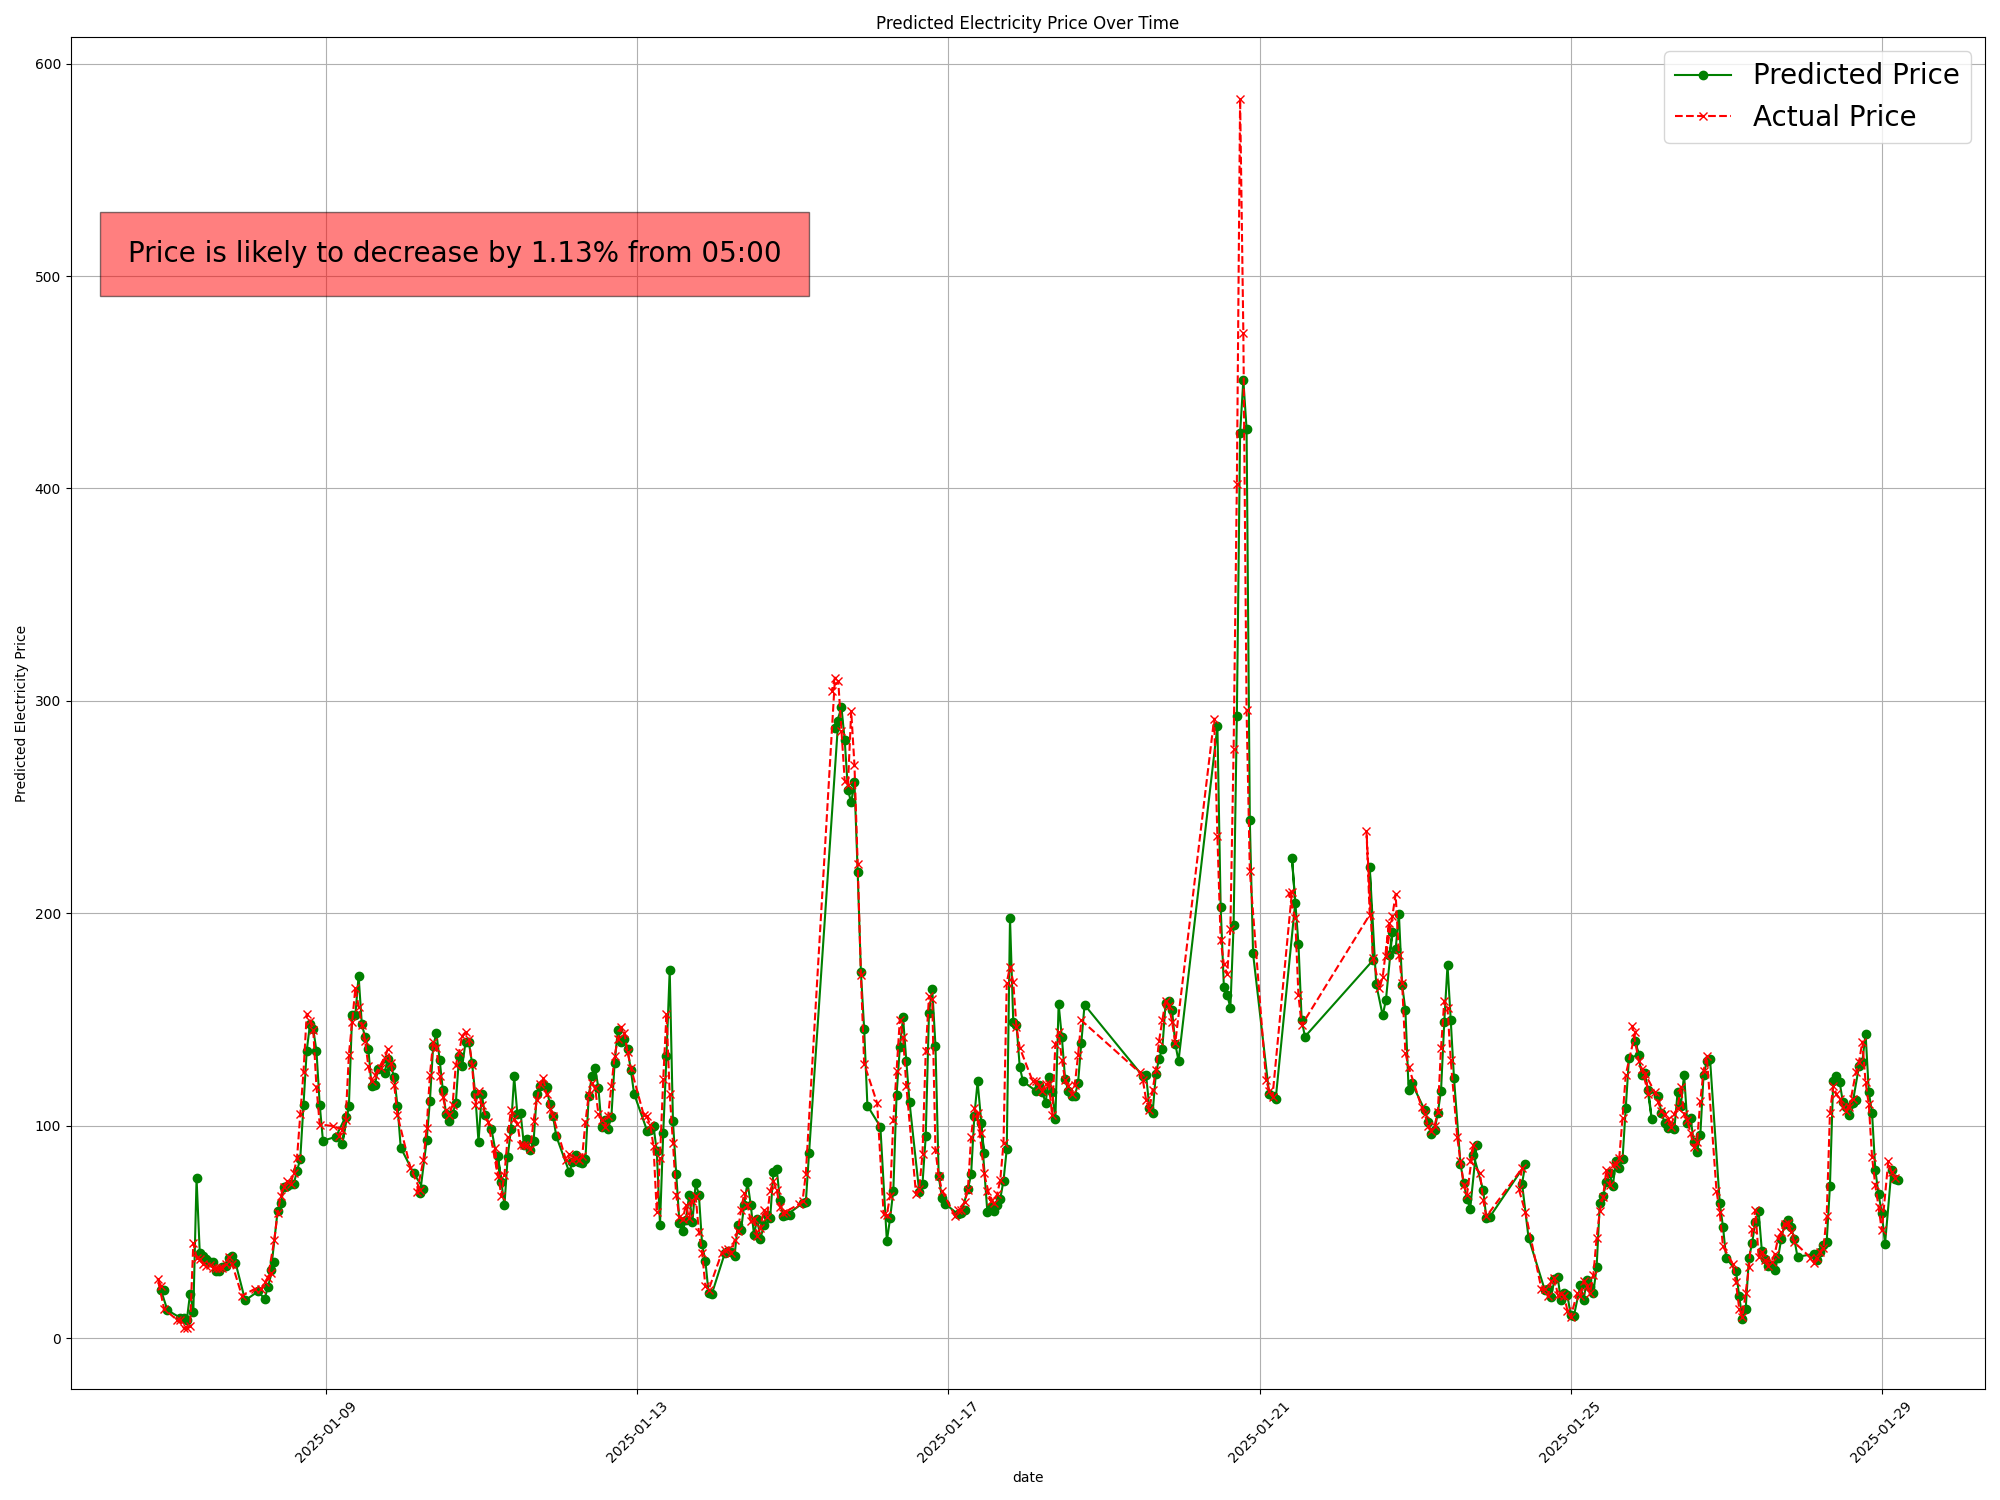 Predicted Electricity Price Over Time
Predicted Price
Actual Price
Price is likely to decrease by 1.13% from 05:00
Predicted Electricity Price
600
500
400
300
200
100
0
2025-01-09
2025-01-13
2025-01-17
2025-01-21
2025-01-25
2025-01-29
date